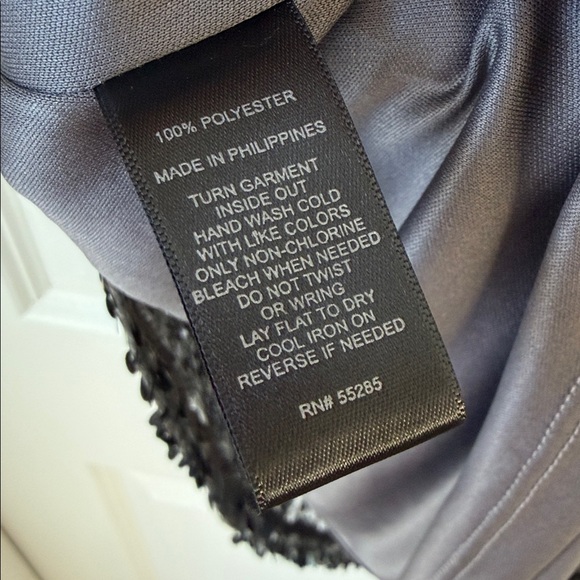 100% POLYESTER
MADE IN PHILIPPINES
TURN GARMENT
INSIDE OUT
HAND WASH COLD
WITH LIKE COLORS
ONLY NON-CHLORINE
BLEACH WHEN NEEDED
DO NOT TWIST
OR WRING
LAY FLAT TO DRY
COOL IRON ON
REVERSE IF NEEDED
RN# 55285